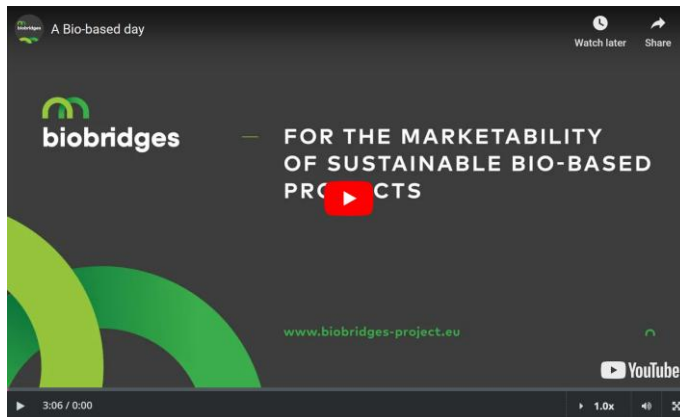 A Bio-based day
Watch later
Share
biobridges
FOR THE MARKETABILITY
OF SUSTAINABLE BIO-BASED
PRODUCTS
www.biobridges-project.eu
YouTube
3:06 / 0:00
1.0x